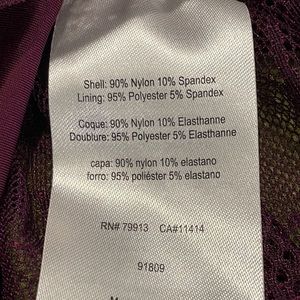 Shell: 90% Nylon 10% Spandex
Lining: 95% Polyester 5% Spandex
Coque: 90% Nylon 10% Elasthanne
Doublure: 95% Polyester 5% Elasthanne
capa: 90% nylon 10% elastano
forro: 95% poliéster 5% elastano
RN# 79913 CA#11414
91809